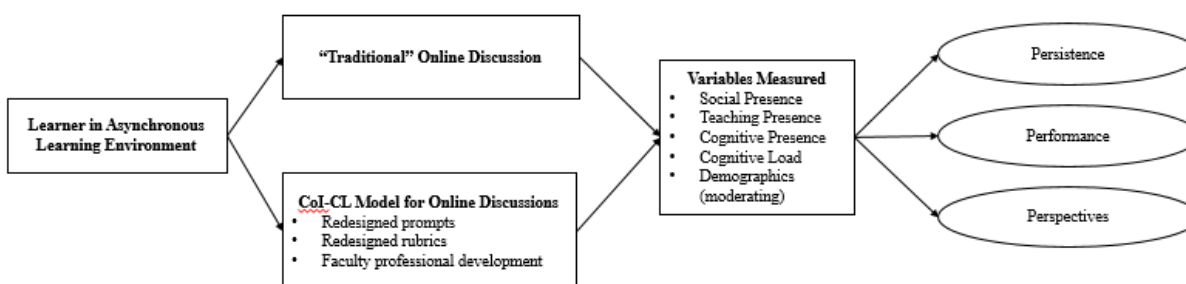 Learner in Asynchronous
Learning Environment
“Traditional” Online Discussion
CoI-CL Model for Online Discussions
• Redesigned prompts
• Redesigned rubrics
• Faculty professional development
Variables Measured
• Social Presence
• Teaching Presence
• Cognitive Presence
• Cognitive Load
• Demographics
(moderating)
Persistence
Performance
Perspectives